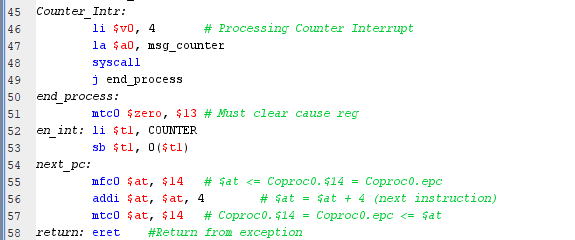 45 Counter_Intr:
46 li $v0, 4 # Processing Counter Interrupt
47 la $a0, msg_counter
48 syscall
49 j end_process
50 end_process:
51 mtc0 $zero, $13 # Must clear cause reg
52 en_int: li $t1, COUNTER
53 sb $t1, 0($t1)
54 next_pc:
55 mfc0 $at, $14 # $at <= Coproc0.$14 = Coproc0.epc
56 addi $at, $at, 4 # $at = $at + 4 (next instruction)
57 mtc0 $at, $14 # Coproc0.$14 = Coproc0.epc <= $at
58 return: eret #Return from exception